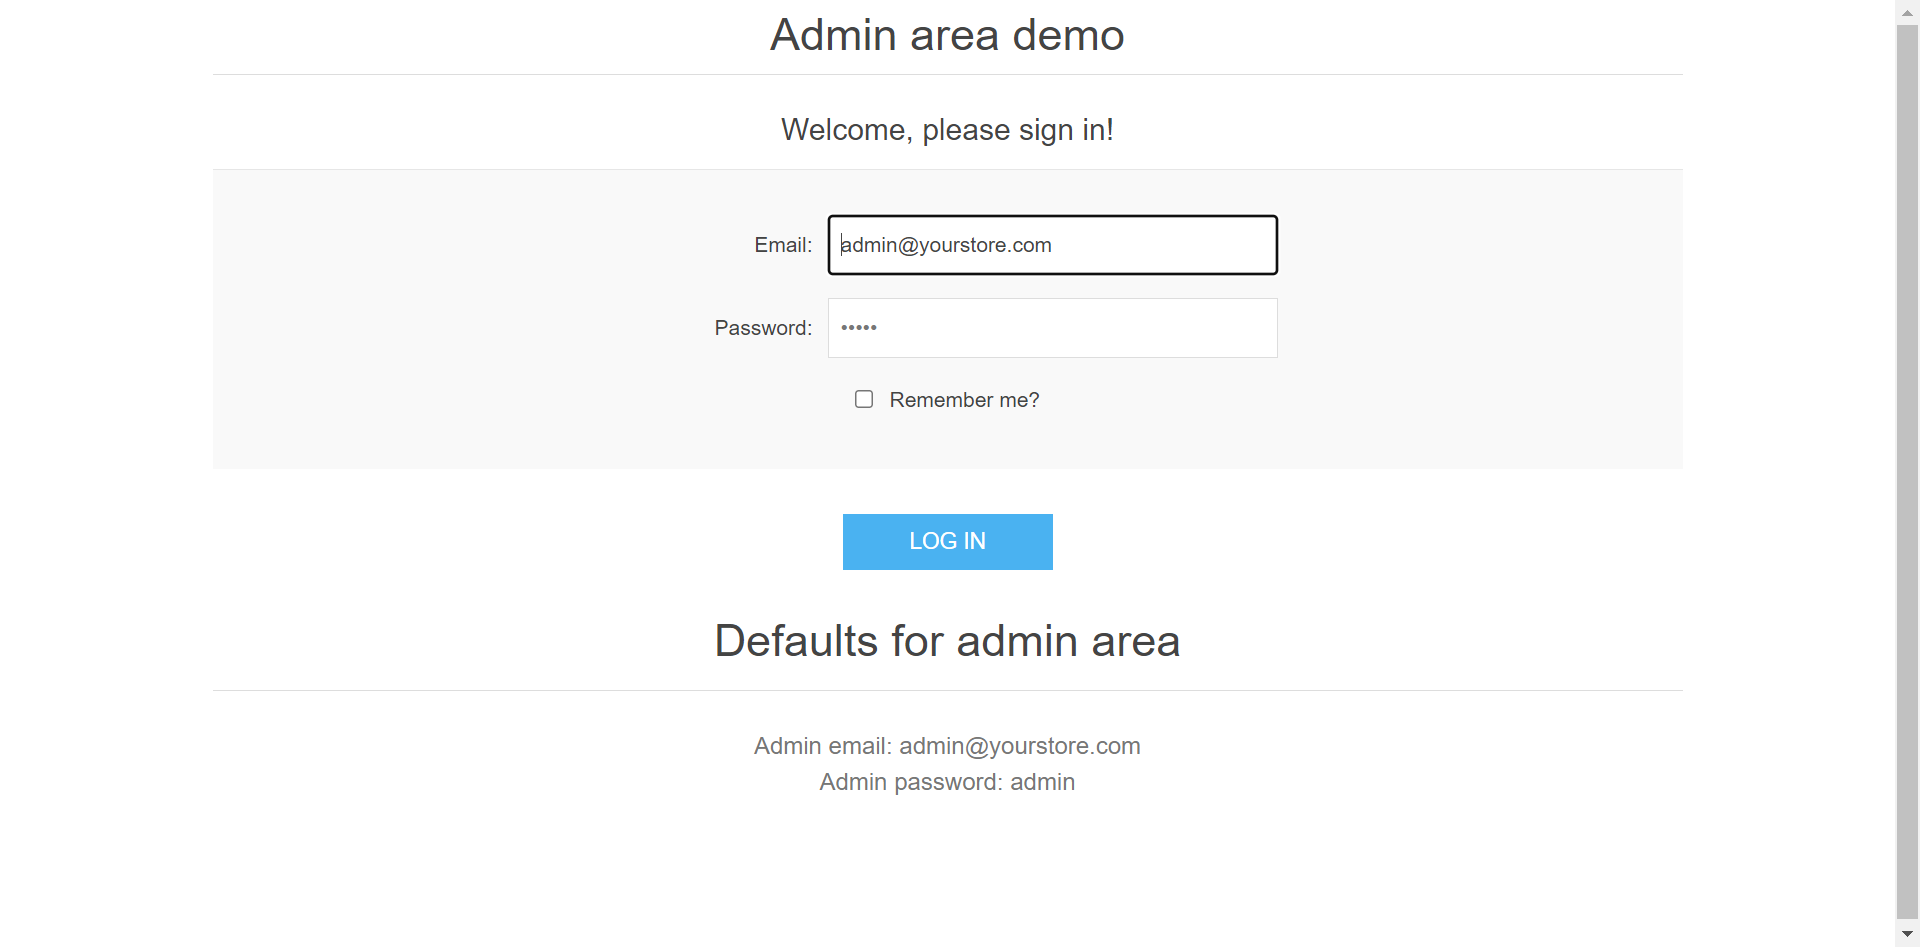 Admin area demo
Welcome, please sign in!
Email: admin@yourstore.com
Password: •••••
Remember me?
LOG IN
Defaults for admin area
Admin email: admin@yourstore.com
Admin password: admin